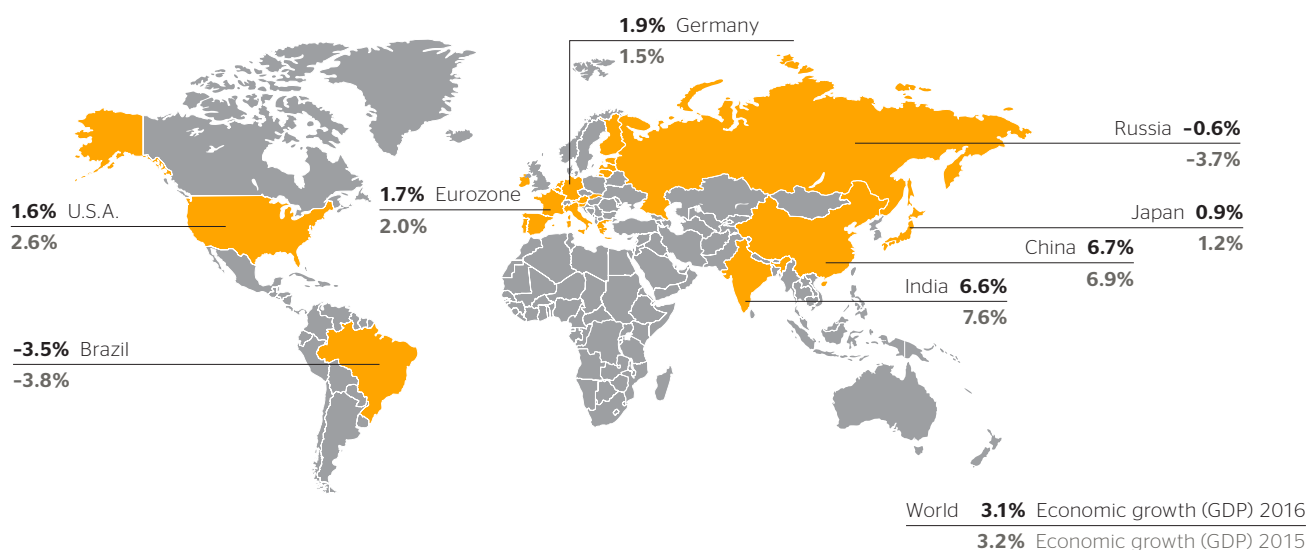 1.9% Germany
1.5%
Russia –0.6%
–3.7%
1.7% Eurozone
2.0%
1.6% U.S.A.
2.6%
Japan 0.9%
1.2%
China 6.7%
6.9%
India 6.6%
7.6%
–3.5% Brazil
–3.8%
World 3.1% Economic growth (GDP) 2016
3.2% Economic growth (GDP) 2015